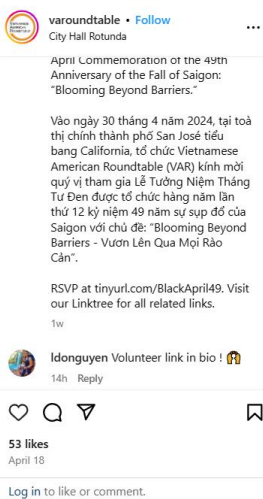 varoundtable • Follow
City Hall Rotunda
April Commemoration of the 49th
Anniversary of the Fall of Saigon:
“Blooming Beyond Barriers.”
Vào ngày 30 tháng 4 năm 2024, tại toà
thị chính thành phố San José tiểu
bang California, tổ chức Vietnamese
American Roundtable (VAR) kính mời
quý vị tham gia Lễ Tưởng Niệm Tháng
Tư Đen được tổ chức hàng năm lần
thứ 12 kỷ niệm 49 năm sự sụp đổ của
Saigon với chủ đề: “Blooming Beyond
Barriers - Vươn Lên Qua Mọi Rào
Cản”.
RSVP at tinyurl.com/BlackApril49. Visit
our Linktree for all related links.
1w
ldonguyen Volunteer link in bio !
14h Reply
53 likes
April 18
Log in to like or comment.